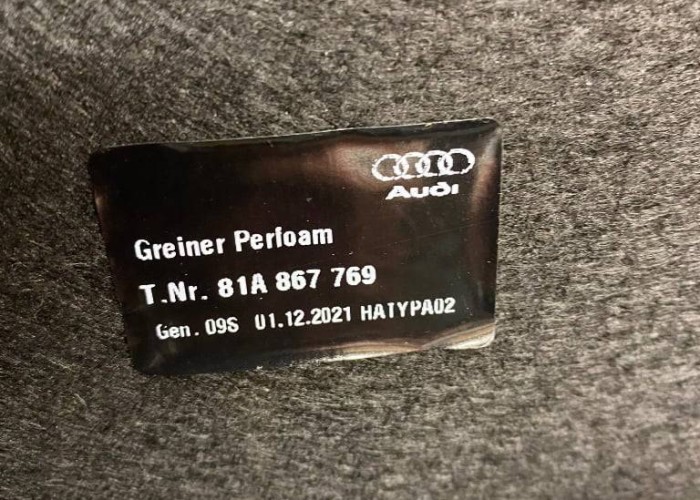 Audi
Greiner Perfoam
T.Nr. 81A 867 769
Gen. 09S 01.12.2021 HATYPA02